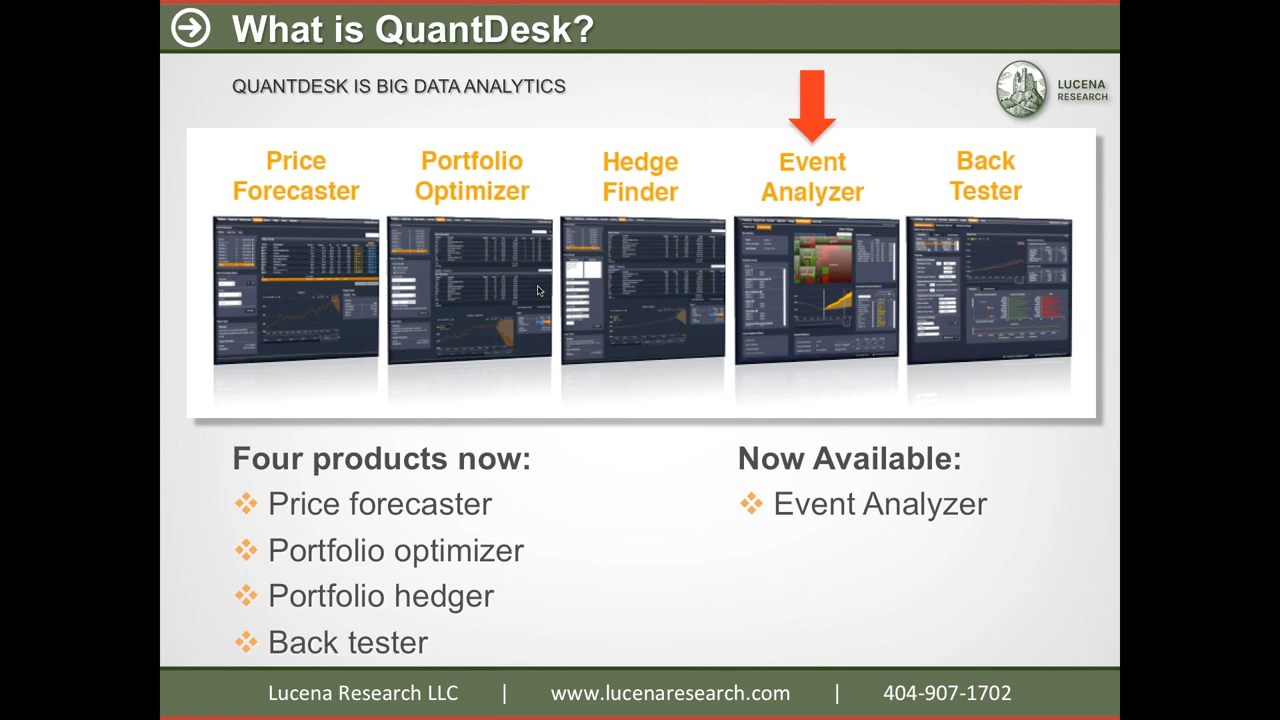 What is QuantDesk?
QUANTDESK IS BIG DATA ANALYTICS
LUCENA
RESEARCH
Price
Forecaster
Portfolio
Optimizer
Hedge
Finder
Event
Analyzer
Back
Tester
Four products now:
Price forecaster
Portfolio optimizer
Portfolio hedger
Back tester
Now Available:
Event Analyzer
Lucena Research LLC | www.lucenaresearch.com | 404-907-1702